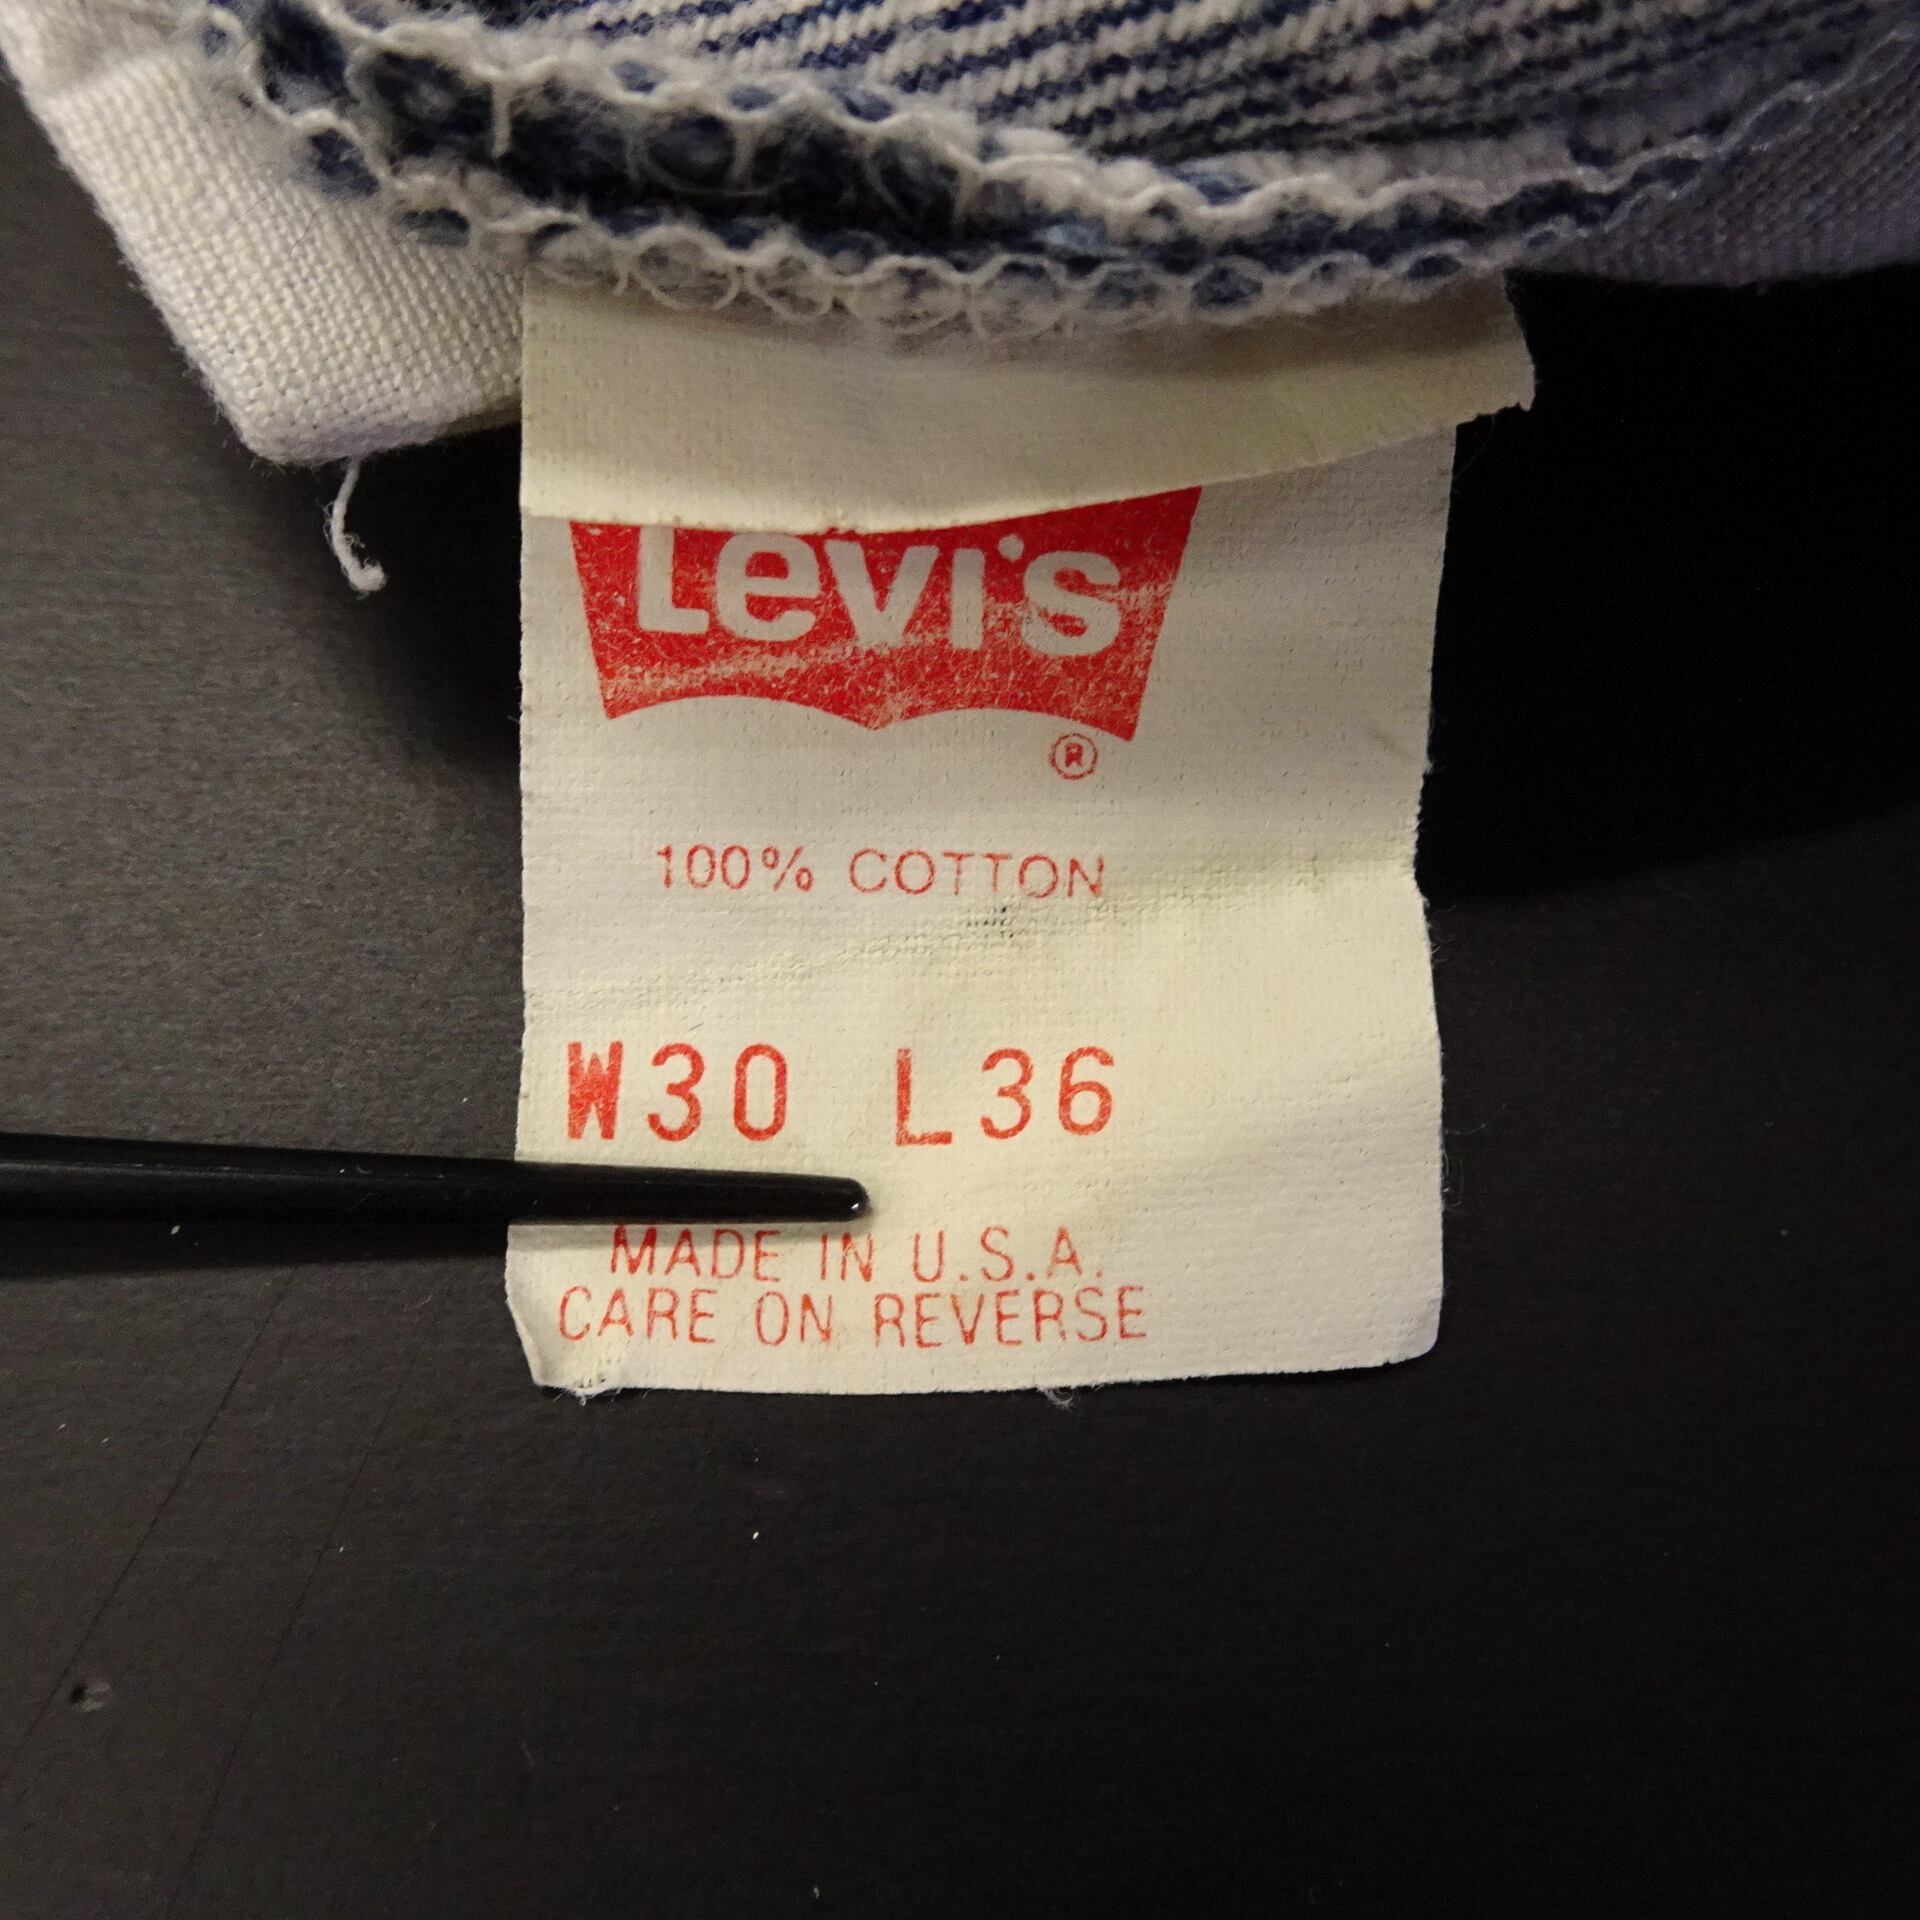 Levi's
®
100% COTTON
W30 L36
MADE IN U.S.A.
CARE ON REVERSE